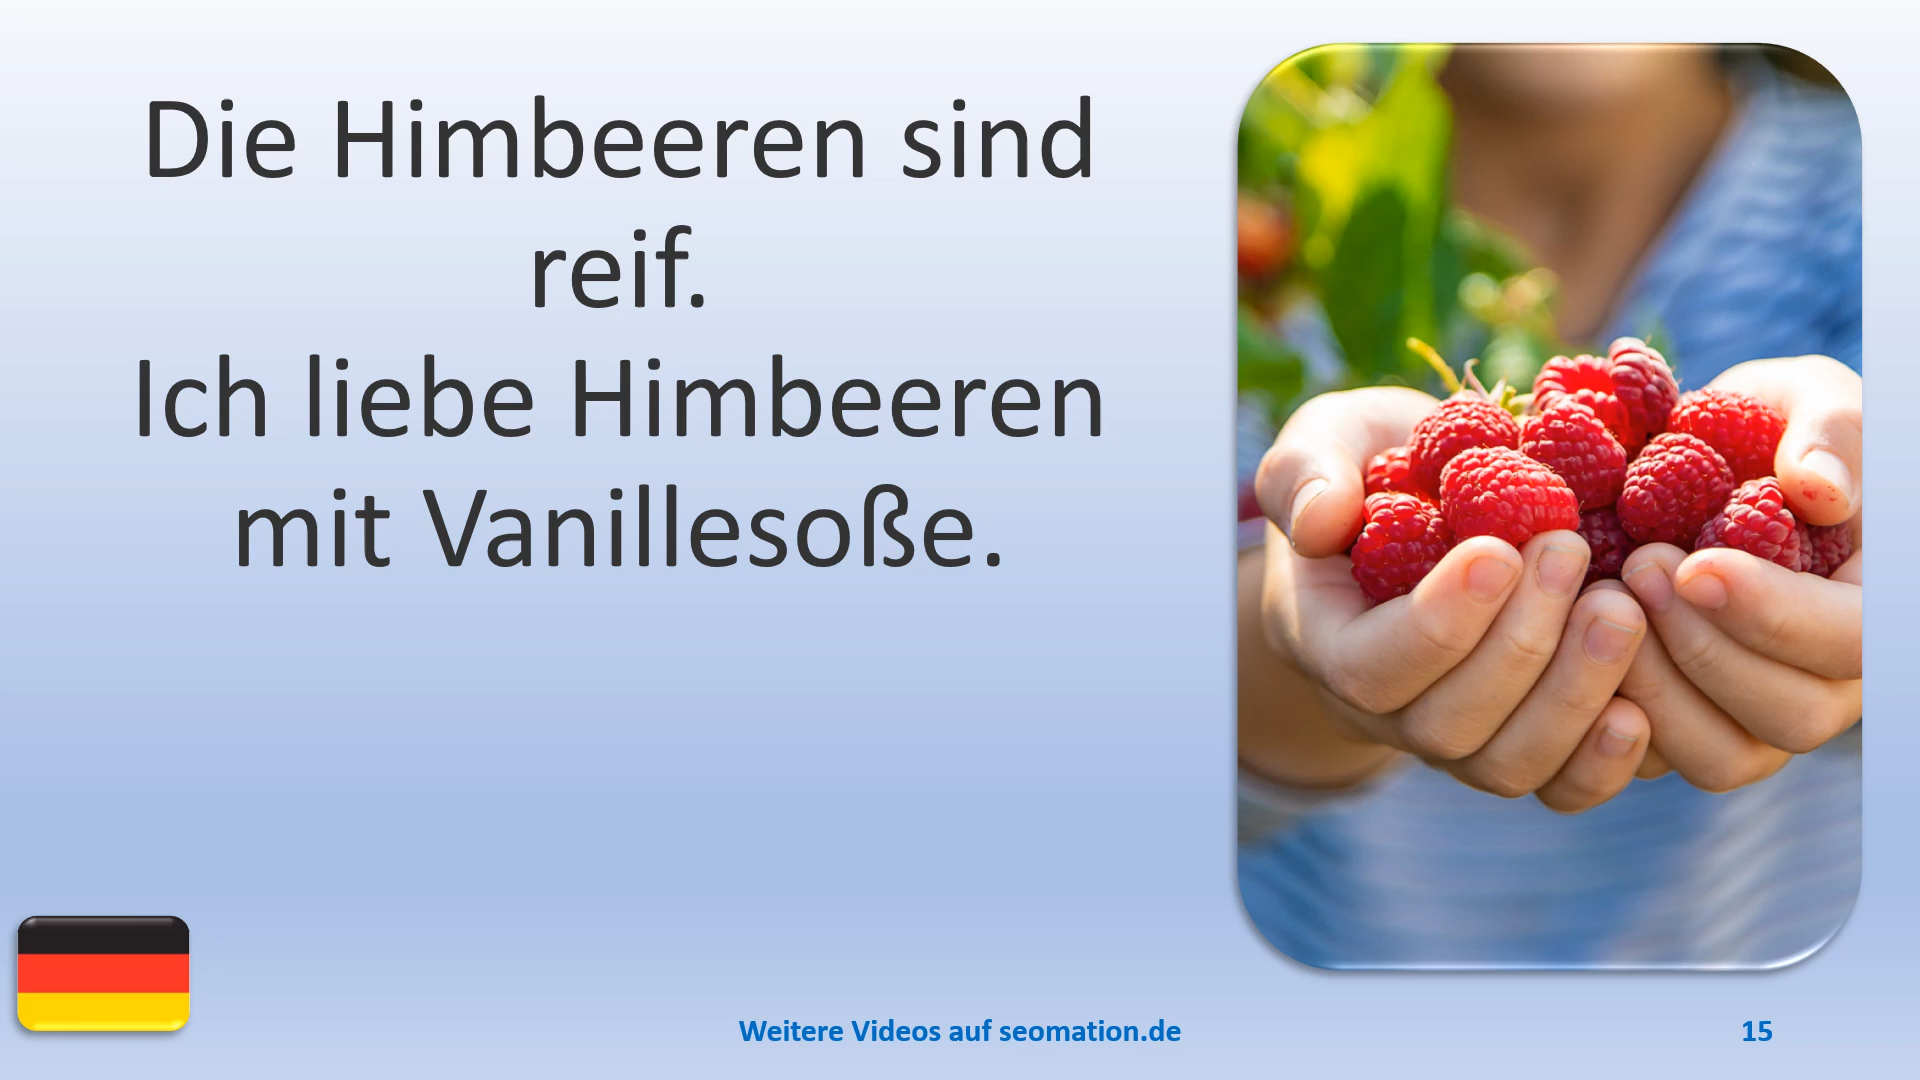 Die Himbeeren sind
reif.
Ich liebe Himbeeren
mit Vanillesoße.
Weitere Videos auf seomation.de
15